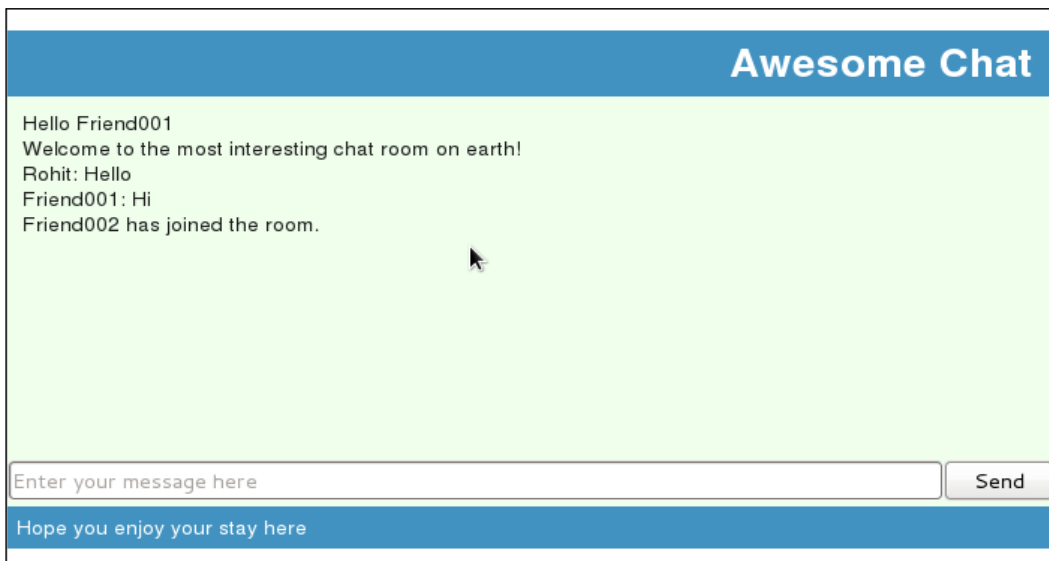 Awesome Chat
Hello Friend001
Welcome to the most interesting chat room on earth!
Rohit: Hello
Friend001: Hi
Friend002 has joined the room.
Enter your message here
Send
Hope you enjoy your stay here